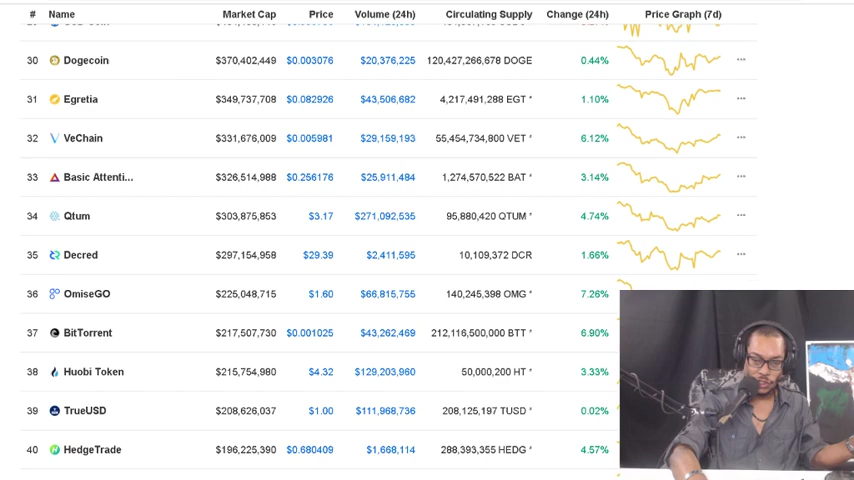 # Name Market Cap Price Volume (24h) Circulating Supply Change (24h) Price Graph (7d)
30 Dogecoin $370,402,449 $0.003076 $20,376,225 120,427,266,678 DOGE 0.44% ...
31 Egretia $349,737,708 $0.082926 $43,506,682 4,217,491,288 EGT * 1.10% ...
32 VeChain $331,676,009 $0.005981 $29,159,193 55,454,734,800 VET * 6.12% ...
33 Basic Attenti... $326,514,988 $0.256176 $25,911,484 1,274,570,522 BAT * 3.14% ...
34 Qtum $303,875,853 $3.17 $271,092,535 95,880,420 QTUM * 4.74% ...
35 Decred $297,154,958 $29.39 $2,411,595 10,109,372 DCR 1.66% ...
36 OmiseGO $225,048,715 $1.60 $66,815,755 140,245,398 OMG * 7.26%
37 BitTorrent $217,507,730 $0.001025 $43,262,469 212,116,500,000 BTT * 6.90%
38 Huobi Token $215,754,980 $4.32 $129,203,960 50,000,200 HT * 3.33%
39 TrueUSD $208,626,037 $1.00 $111,968,736 208,125,197 TUSD * 0.02%
40 HedgeTrade $196,225,390 $0.680409 $1,668,114 288,393,355 HEDG * 4.57%